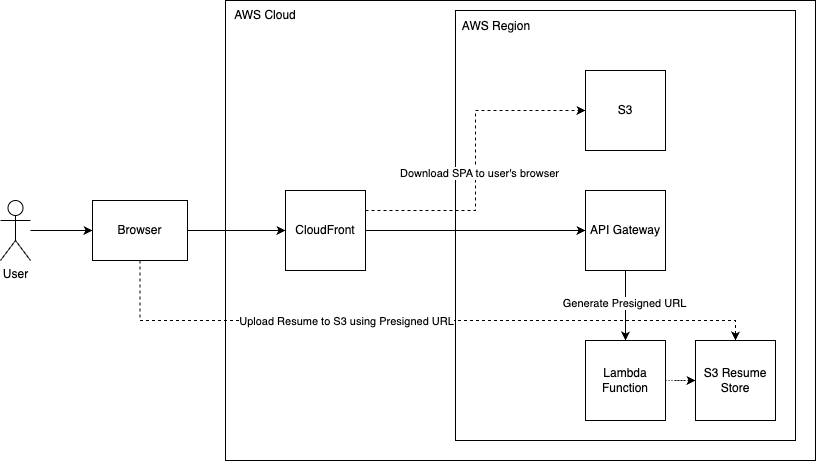 AWS Cloud
AWS Region
S3
Download SPA to user's browser
Browser
CloudFront
API Gateway
User
Generate Presigned URL
Upload Resume to S3 using Presigned URL
Lambda
Function
S3 Resume
Store